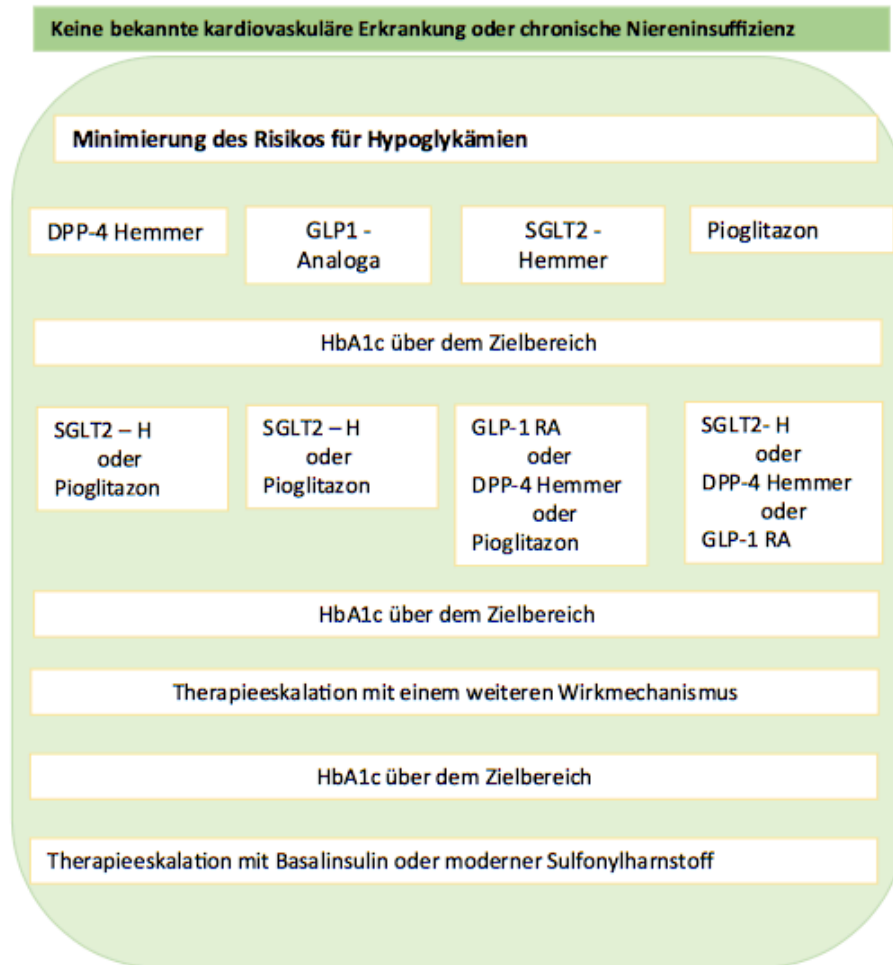 Keine bekannte kardiovaskuläre Erkrankung oder chronische Niereninsuffizienz
Minimierung des Risikos für Hypoglykämien
DPP-4 Hemmer
GLP1 -
Analoga
SGLT2 -
Hemmer
Pioglitazon
HbA1c über dem Zielbereich
SGLT2 – H
oder
Pioglitazon
SGLT2 – H
oder
Pioglitazon
GLP-1 RA
oder
DPP-4 Hemmer
oder
Pioglitazon
SGLT2- H
oder
DPP-4 Hemmer
oder
GLP-1 RA
HbA1c über dem Zielbereich
Therapieeskalation mit einem weiteren Wirkmechanismus
HbA1c über dem Zielbereich
Therapieeskalation mit Basalinsulin oder moderner Sulfonylharnstoff